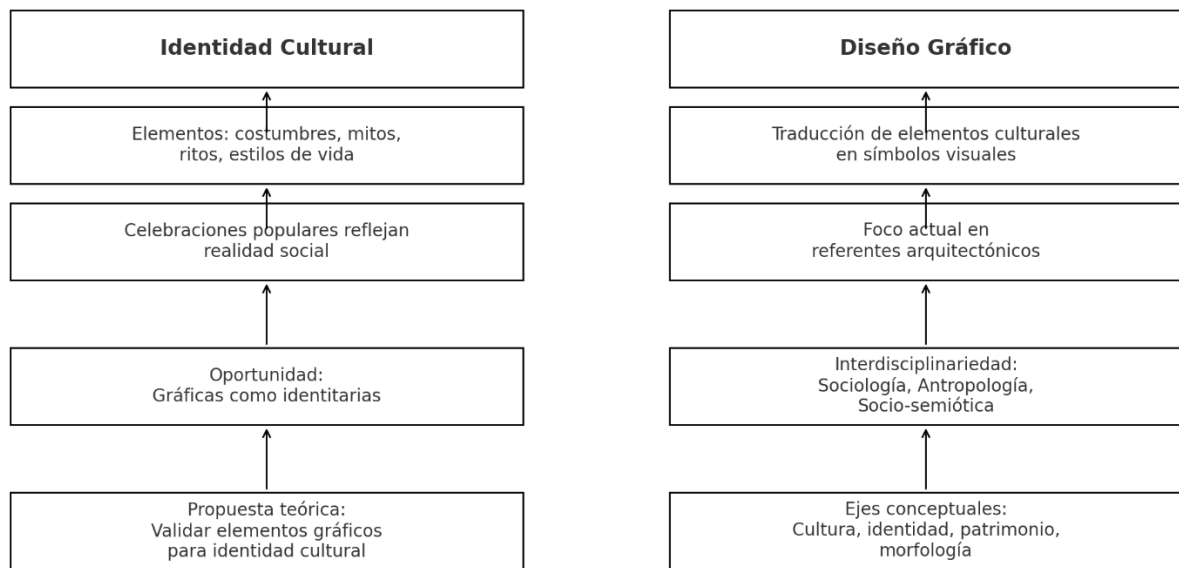 Identidad Cultural
Elementos: costumbres, mitos,
ritos, estilos de vida
Celebraciones populares reflejan
realidad social
Oportunidad:
Gráficas como identitarias
Propuesta teórica:
Validar elementos gráficos
para identidad cultural
Diseño Gráfico
Traducción de elementos culturales
en símbolos visuales
Foco actual en
referentes arquitectónicos
Interdisciplinariedad:
Sociología, Antropología,
Socio-semiótica
Ejes conceptuales:
Cultura, identidad, patrimonio,
morfología